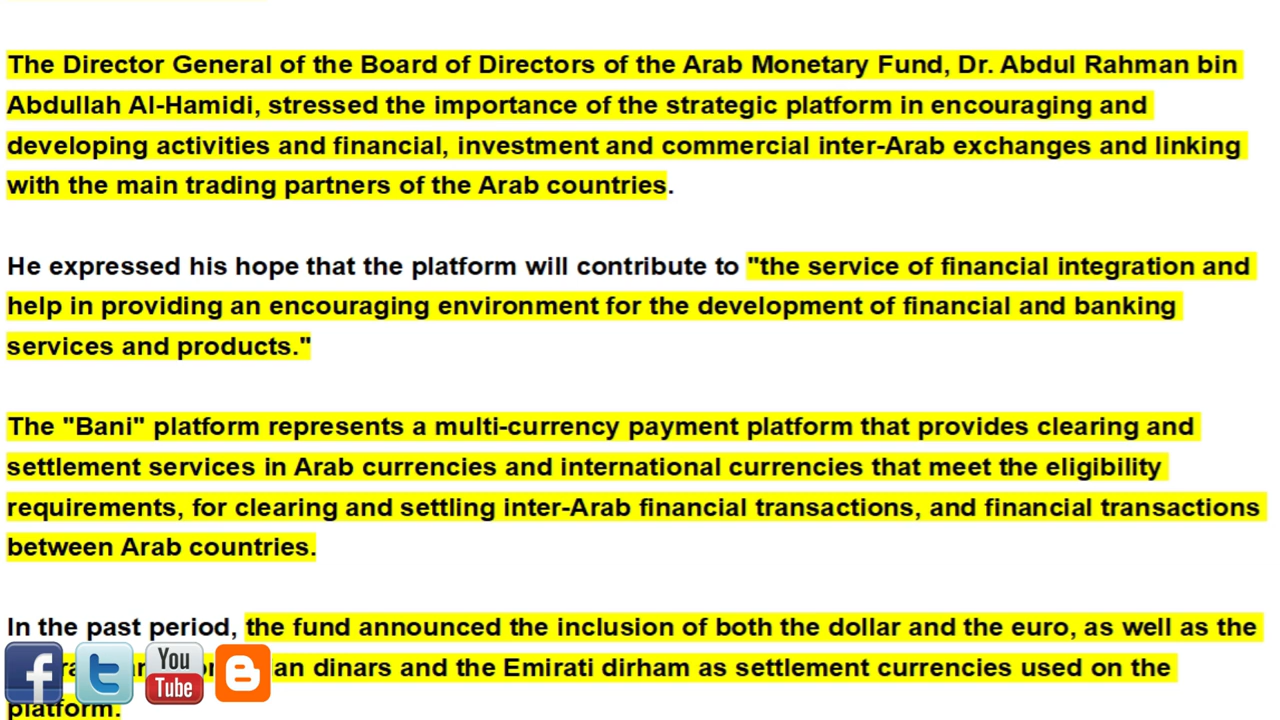 The Director General of the Board of Directors of the Arab Monetary Fund, Dr. Abdul Rahman bin
Abdullah Al-Hamidi, stressed the importance of the strategic platform in encouraging and
developing activities and financial, investment and commercial inter-Arab exchanges and linking
with the main trading partners of the Arab countries.
He expressed his hope that the platform will contribute to "the service of financial integration and
help in providing an encouraging environment for the development of financial and banking
services and products."
The "Bani" platform represents a multi-currency payment platform that provides clearing and
settlement services in Arab currencies and international currencies that meet the eligibility
requirements, for clearing and settling inter-Arab financial transactions, and financial transactions
between Arab countries.
In the past period, the fund announced the inclusion of both the dollar and the euro, as well as the
an dinars and the Emirati dirham as settlement currencies used on the
platform.
f t You Tube B